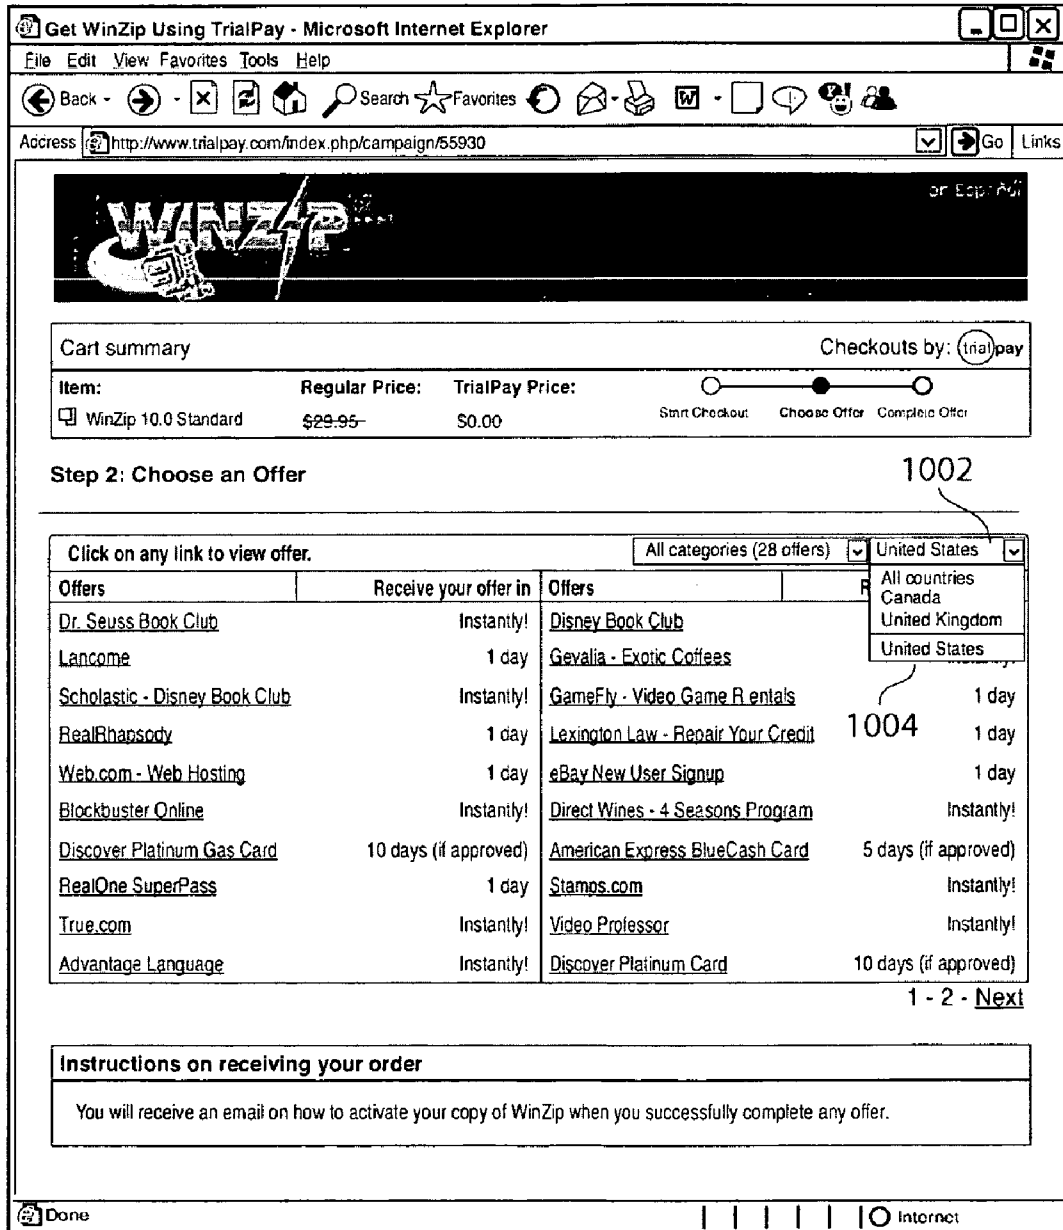 Get WinZip Using TrialPay - Microsoft Internet Explorer
File Edit View Favorites Tools Help
Back - Search Favorites W Y!
Address http://www.trialpay.com/index.php/campaign/55930 Go Links
en Español
WINZIP
Cart summary Checkouts by: trialpay
Item: Regular Price: TrialPay Price:
WinZip 10.0 Standard $29.95 $0.00
Start Checkout Choose Offer Complete Offer
Step 2: Choose an Offer
1002
Click on any link to view offer. All categories (28 offers) United States
All countries
Canada
United Kingdom
United States
1004
Offers Receive your offer in Offers R
Dr. Seuss Book Club Instantly! Disney Book Club
Lancome 1 day Gevalia - Exotic Coffees Instantly!
Scholastic - Disney Book Club Instantly! GameFly - Video Game Rentals 1 day
RealRhapsody 1 day Lexington Law - Repair Your Credit 1 day
Web.com - Web Hosting 1 day eBay New User Signup 1 day
Blockbuster Online Instantly! Direct Wines - 4 Seasons Program Instantly!
Discover Platinum Gas Card 10 days (if approved) American Express BlueCash Card 5 days (if approved)
RealOne SuperPass 1 day Stamps.com Instantly!
True.com Instantly! Video Professor Instantly!
Advantage Language Instantly! Discover Platinum Card 10 days (if approved)
1 - 2 - Next
Instructions on receiving your order
You will receive an email on how to activate your copy of WinZip when you successfully complete any offer.
Done Internet